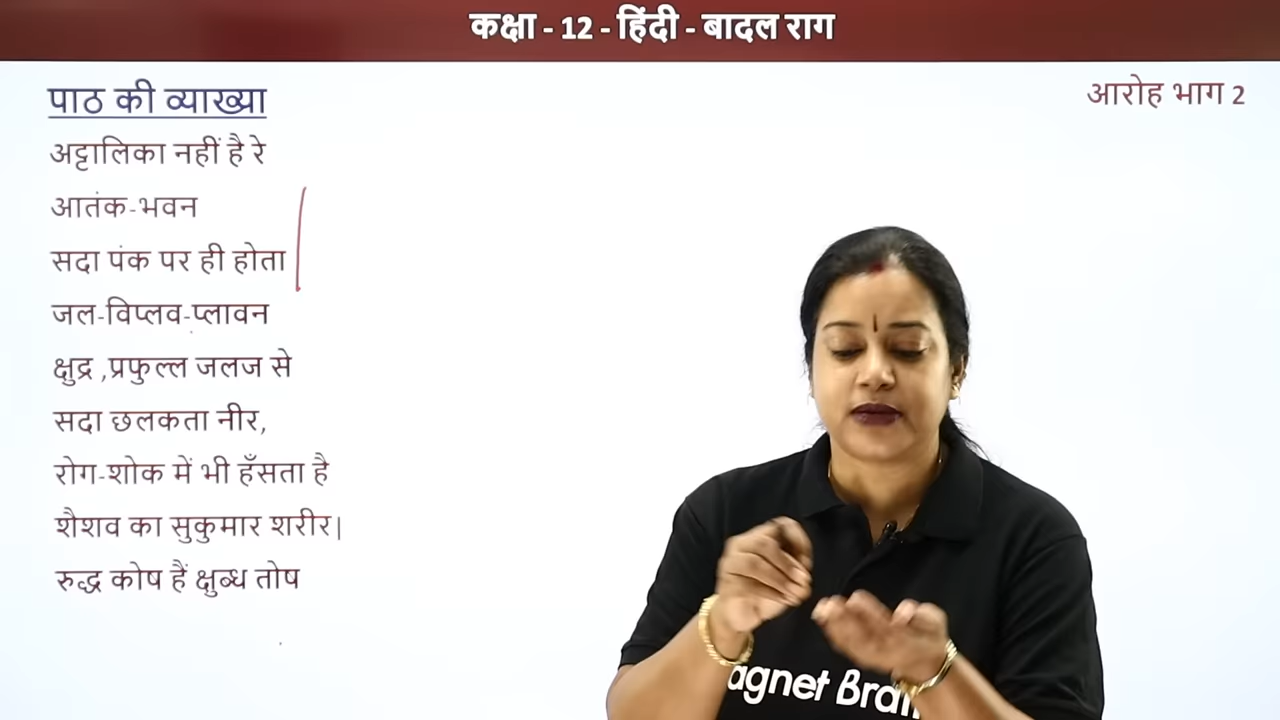 कक्षा - 12 - हिंदी - बादल राग
पाठ की व्याख्या
आरोह भाग 2
अट्टालिका नहीं है रे
आतंक-भवन
सदा पंक पर ही होता
जल-विप्लव-प्लावन
क्षुद्र ,प्रफुल्ल जलज से
सदा छलकता नीर,
रोग-शोक में भी हँसता है
शैशव का सुकुमार शरीर|
रुद्ध कोष हैं क्षुब्ध तोष
agnet Brai